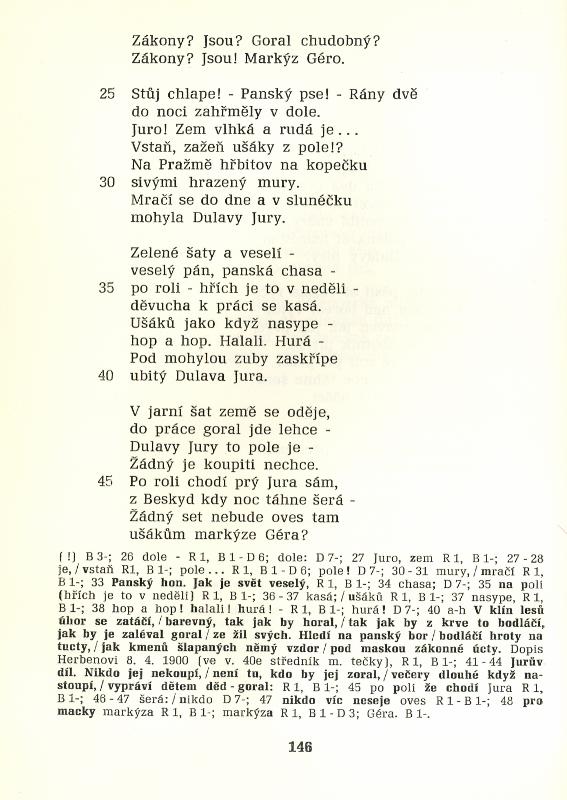 Zákony? Jsou? Goral chudobný?
Zákony? Jsou! Markýz Géro.
25 Stůj chlape! - Panský pse! - Rány dvě
do noci zahřměly v dole.
Juro! Zem vlhká a rudá je...
Vstaň, zažeň ušáky z pole!?
Na Pražmě hřbitov na kopečku
30 sivými hrazený mury.
Mračí se do dne a v slunéčku
mohyla Dulavy Jury.
Zelené šaty a veselí -
veselý pán, panská chasa -
35 po roli - hřích je to v neděli -
děvucha k práci se kasá.
Ušáků jako když nasype -
hop a hop. Halali. Hurá -
Pod mohylou zuby zaskřípe
40 ubitý Dulava Jura.
V jarní šat země se oděje,
do práce goral jde lehce -
Dulavy Jury to pole je -
Žádný je koupiti nechce.
45 Po roli chodí prý Jura sám,
z Beskyd kdy noc táhne šerá -
Žádný set nebude oves tam
ušákům markýze Géra?
(!) B 3-; 26 dole - R 1, B 1 - D 6; dole: D 7-; 27 Juro, zem R 1, B 1-; 27 - 28
je, / vstaň R1, B 1-; pole... R 1, B 1 - D 6; pole! D 7-; 30 - 31 mury, / mračí R 1,
B 1-; 33 Panský hon. Jak je svět veselý, R 1, B 1-; 34 chasa; D 7-; 35 na poli
(hřích je to v neděli) R 1, B 1-; 36 - 37 kasá; / ušáků R 1, B 1-; 37 nasype, R 1,
B 1-; 38 hop a hop! halali! hurá! - R 1, B 1-; hurá! D 7-; 40 a-h V klín lesů
úhor se zatáčí, / barevný, tak jak by horal, / tak jak by z krve to bodláčí,
jak by je zaléval goral / ze žil svých. Hledí na panský bor / bodláčí hroty na
tucty, / jak kmenů šlapaných němý vzdor / pod maskou zákonné úcty. Dopis
Herbenovi 8. 4. 1900 (ve v. 40e středník m. tečky), R 1, B 1-; 41 - 44 Jurův
díl. Nikdo jej nekoupí, / není tu, kdo by jej zoral, / večery dlouhé když na-
stoupí, / vypráví dětem děd - goral: R 1, B 1-; 45 po poli že chodí Jura R 1,
B 1-; 46 - 47 šerá: / nikdo D 7-; 47 nikdo víc neseje oves R 1 - B 1-; 48 pro
macky markýza R 1, B 1-; markýza R 1, B 1 - D 3; Géra. B 1-.
146